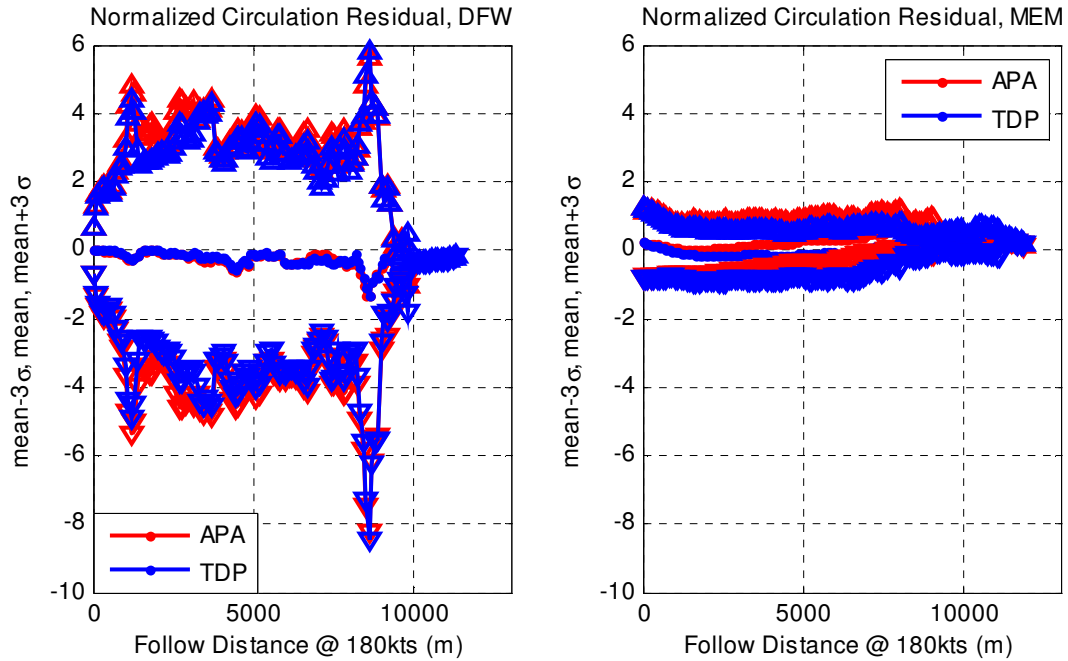 Normalized Circulation Residual, DFW
6
4
2
0
-2
-4
-6
-8
-10
mean-3σ, mean, mean+3 σ
APA
TDP
0
5000
10000
Follow Distance @ 180kts (m)
Normalized Circulation Residual, MEM
6
4
2
0
-2
-4
-6
-8
-10
mean-3σ, mean, mean+3 σ
APA
TDP
0
5000
10000
Follow Distance @ 180kts (m)